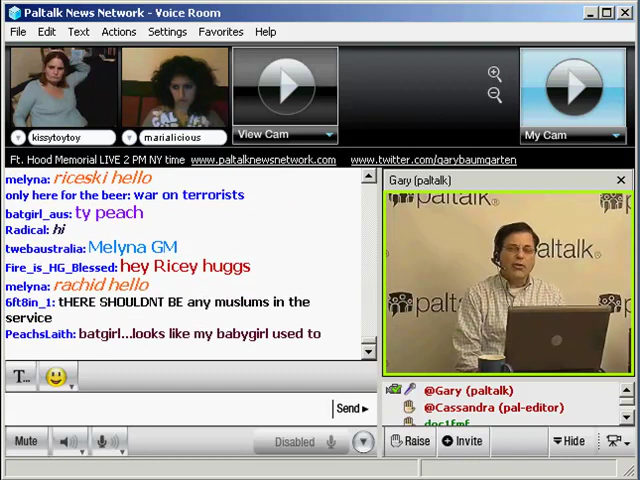 Paltalk News Network - Voice Room
File Edit Text Actions Settings Favorites Help
kissytoytoy
marialicious
View Cam
My Cam
Ft. Hood Memorial LIVE 2 PM NY time www.paltalknewsnetwork.com www.twitter.com/garybaumgarten
melyna: riceski hello
only here for the beer: war on terrorists
batgirl_aus: ty peach
Radical: hi
twebaustralia: Melyna GM
Fire_is_HG_Blessed: hey Ricey huggs
melyna: rachid hello
6ft8in_1: tHERE SHOULDNT BE any muslums in the
service
PeachsLaith: batgirl...looks like my babygirl used to
T...
Send
Mute
Disabled
Gary (paltalk)
paltalk
paltalk
paltalk
@Gary (paltalk)
@Cassandra (pal-editor)
doc1fmf
Raise
Invite
Hide